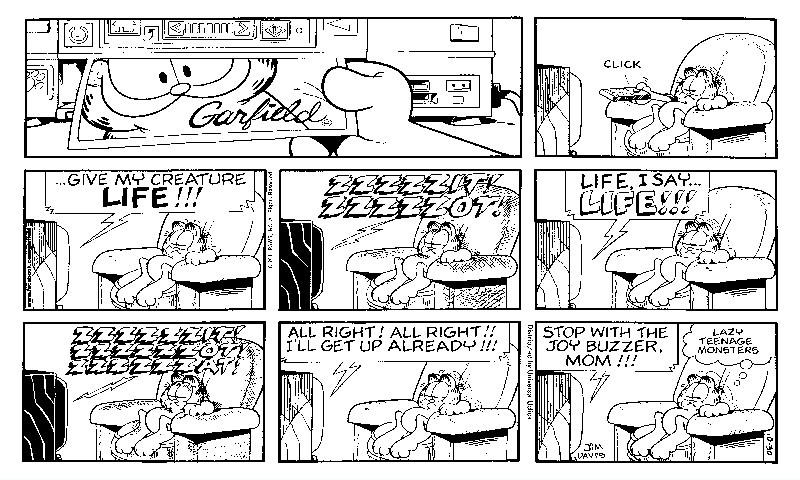 Garfield
CLICK
...GIVE MY CREATURE
LIFE!!!
ZZZZZIT!
ZZZZZOT!
LIFE, I SAY...
LIFE!!!
ALL RIGHT! ALL RIGHT!!
I'LL GET UP ALREADY!!!
STOP WITH THE
JOY BUZZER,
MOM!!!
LAZY
TEENAGE
MONSTERS
JIM
DAVIS